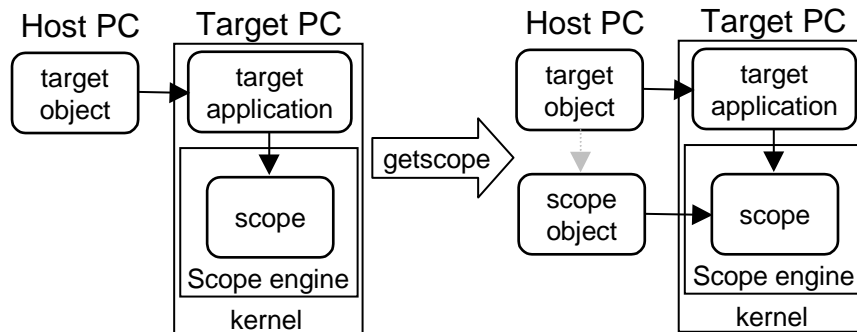 Host PC
Target PC
target
object
target
application
scope
Scope engine
kernel
getscope
Host PC
Target PC
target
object
target
application
scope
object
scope
Scope engine
kernel